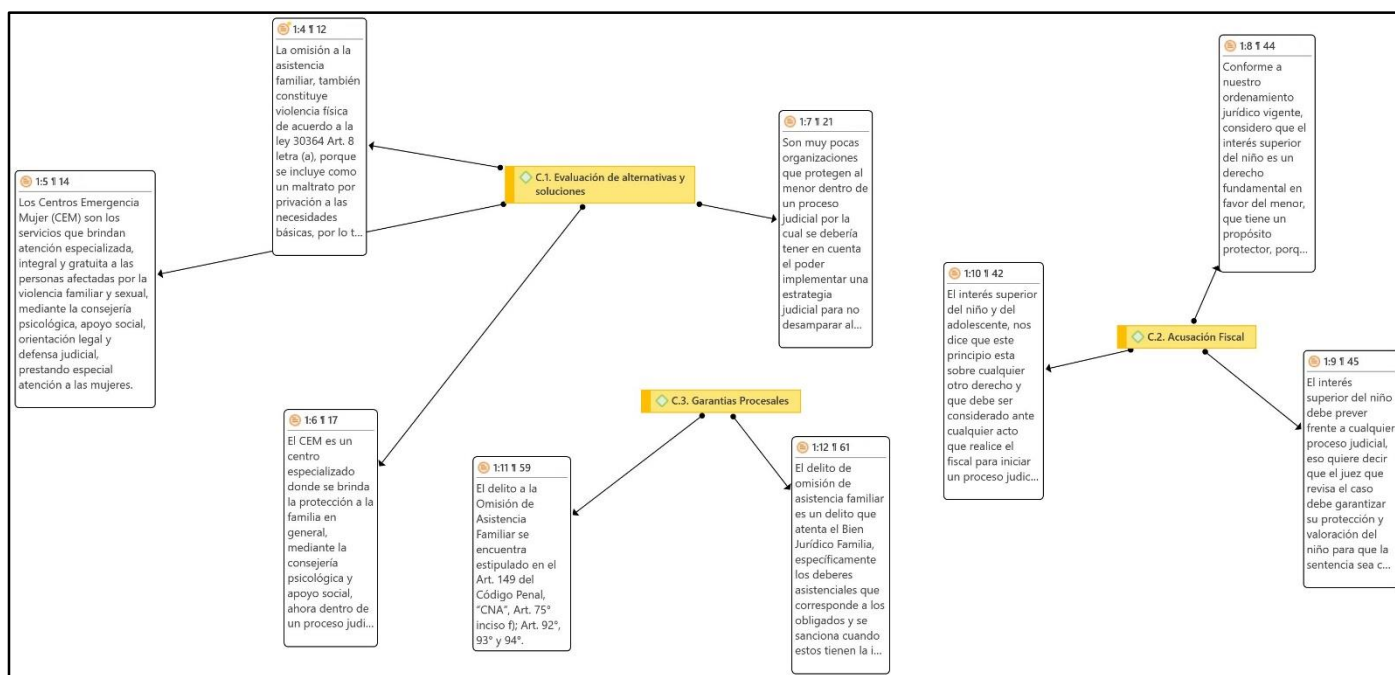 1:4 ¶ 12
La omisión a la
asistencia
familiar, también
constituye
violencia física
de acuerdo a la
ley 30364 Art. 8
letra (a), porque
se incluye como
un maltrato por
privación a las
necesidades
básicas, por lo t...
1:5 ¶ 14
Los Centros Emergencia
Mujer (CEM) son los
servicios que brindan
atención especializada,
integral y gratuita a las
personas afectadas por la
violencia familiar y sexual,
mediante la consejería
psicológica, apoyo social,
orientación legal y
defensa judicial,
prestando especial
atención a las mujeres.
C.1. Evaluación de alternativas y
soluciones
1:7 ¶ 21
Son muy pocas
organizaciones
que protegen al
menor dentro de
un proceso
judicial por la
cual se debería
tener en cuenta
el poder
implementar una
estrategia
judicial para no
desamparar al...
1:6 ¶ 17
El CEM es un
centro
especializado
donde se brinda
la protección a la
familia en
general,
mediante la
consejería
psicológica y
apoyo social,
ahora dentro de
un proceso judi...
C.3. Garantias Procesales
1:11 ¶ 59
El delito a la
Omisión de
Asistencia
Familiar se
encuentra
estipulado en el
Art. 149 del
Código Penal,
"CNA", Art. 75°
inciso f); Art. 92°,
93° y 94°.
1:12 ¶ 61
El delito de
omisión de
asistencia familiar
es un delito que
atenta el Bien
Jurídico Familia,
específicamente
los deberes
asistenciales que
corresponde a los
obligados y se
sanciona cuando
estos tienen la i...
1:8 ¶ 44
Conforme a
nuestro
ordenamiento
jurídico vigente,
considero que el
interés superior
del niño es un
derecho
fundamental en
favor del menor,
que tiene un
propósito
protector, porq...
1:10 ¶ 42
El interés superior
del niño y del
adolescente, nos
dice que este
principio esta
sobre cualquier
otro derecho y
que debe ser
considerado ante
cualquier acto
que realice el
fiscal para iniciar
un proceso judic...
C.2. Acusación Fiscal
1:9 ¶ 45
El interés
superior del niño
debe prever
frente a cualquier
proceso judicial,
eso quiere decir
que el juez que
revisa el caso
debe garantizar
su protección y
valoración del
niño para que la
sentencia sea c...